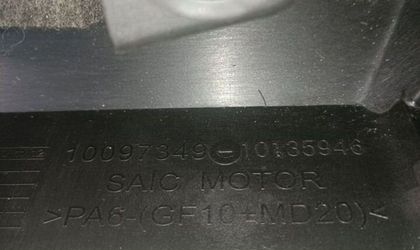 10097349-10135946
SAIC MOTOR
>PA6-(GF10+MD20)<